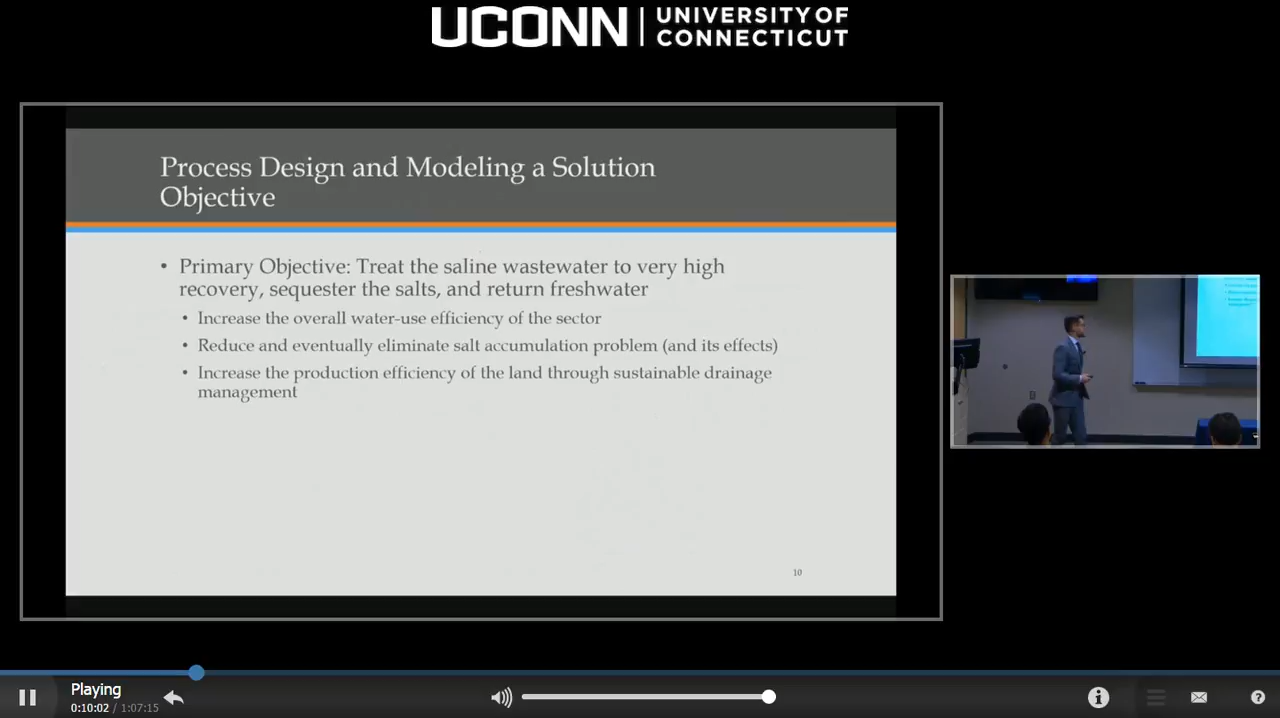 UCONN
UNIVERSITY OF
CONNECTICUT
Process Design and Modeling a Solution
Objective
• Primary Objective: Treat the saline wastewater to very high
recovery, sequester the salts, and return freshwater
• Increase the overall water-use efficiency of the sector
• Reduce and eventually eliminate salt accumulation problem (and its effects)
• Increase the production efficiency of the land through sustainable drainage
management
10
Playing
0:10:02 / 1:07:15